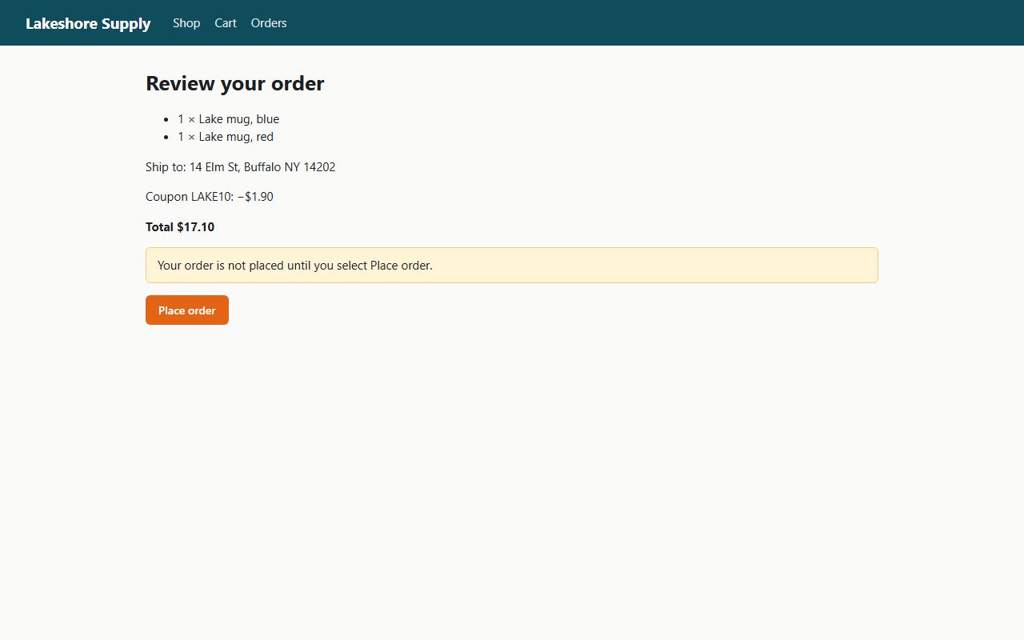 Lakeshore Supply Shop Cart Orders
Review your order
• 1 × Lake mug, blue
• 1 × Lake mug, red
Ship to: 14 Elm St, Buffalo NY 14202
Coupon LAKE10: −$1.90
Total $17.10
Your order is not placed until you select Place order.
Place order